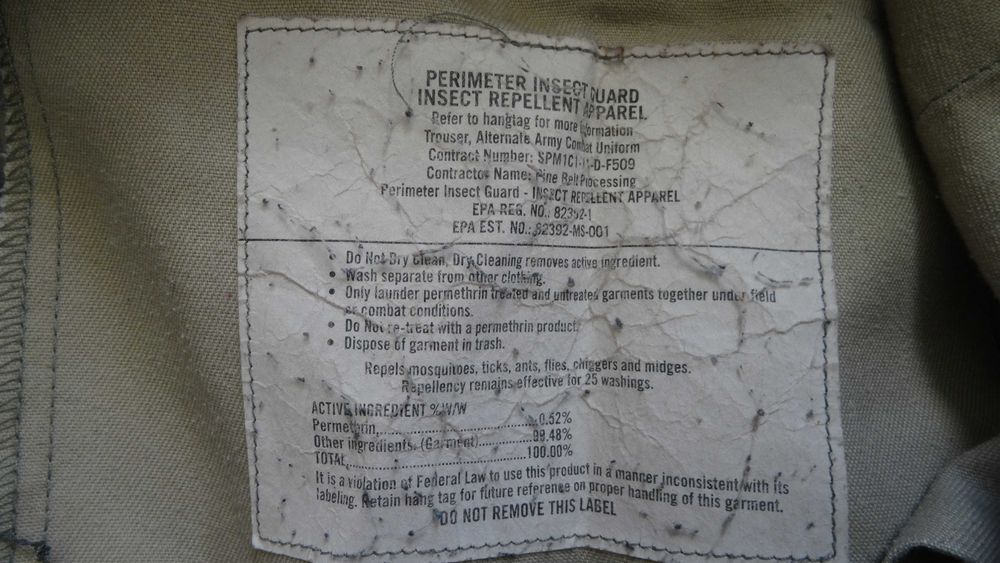 PERIMETER INSECT GUARD
INSECT REPELLENT APPAREL
Refer to hangtag for more information
Trouser, Alternate Army Combat Uniform
Contract Number: SPM1C1-11-D-F509
Contractor Name: Pine Belt Processing
Perimeter Insect Guard - INSECT REPELLENT APPAREL
EPA REG. NO.: 82392-1
EPA EST. NO.: 82392-MS-001
• Do Not Dry Clean, Dry Cleaning removes active ingredient.
• Wash separate from other clothing.
• Only launder permethrin treated and untreated garments together under field
or combat conditions.
• Do Not re-treat with a permethrin product.
• Dispose of garment in trash.
Repels mosquitoes, ticks, ants, flies, chiggers and midges.
Repellency remains effective for 25 washings.
ACTIVE INGREDIENT % W/W
Permethrin,..............................0.52%
Other ingredients, (Garment)..............99.48%
TOTAL,...................................100.00%
It is a violation of Federal Law to use this product in a manner inconsistent with its
labeling. Retain hang tag for future reference on proper handling of this garment.
DO NOT REMOVE THIS LABEL